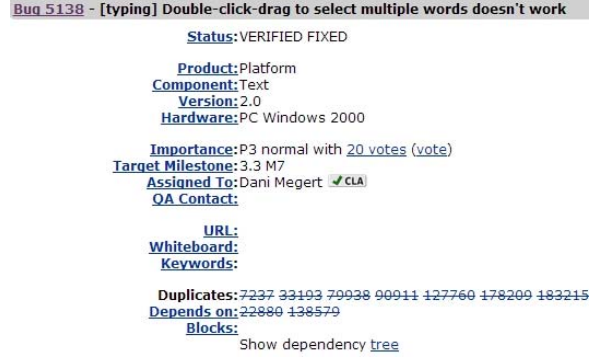 Bug 5138 - [typing] Double-click-drag to select multiple words doesn't work
Status: VERIFIED FIXED
Product: Platform
Component: Text
Version: 2.0
Hardware: PC Windows 2000
Importance: P3 normal with 20 votes (vote)
Target Milestone: 3.3 M7
Assigned To: Dani Megert CLA
QA Contact:
URL:
Whiteboard:
Keywords:
Duplicates: 7237 33193 79938 90911 127760 178209 183215
Depends on: 22880 138579
Blocks:
Show dependency tree